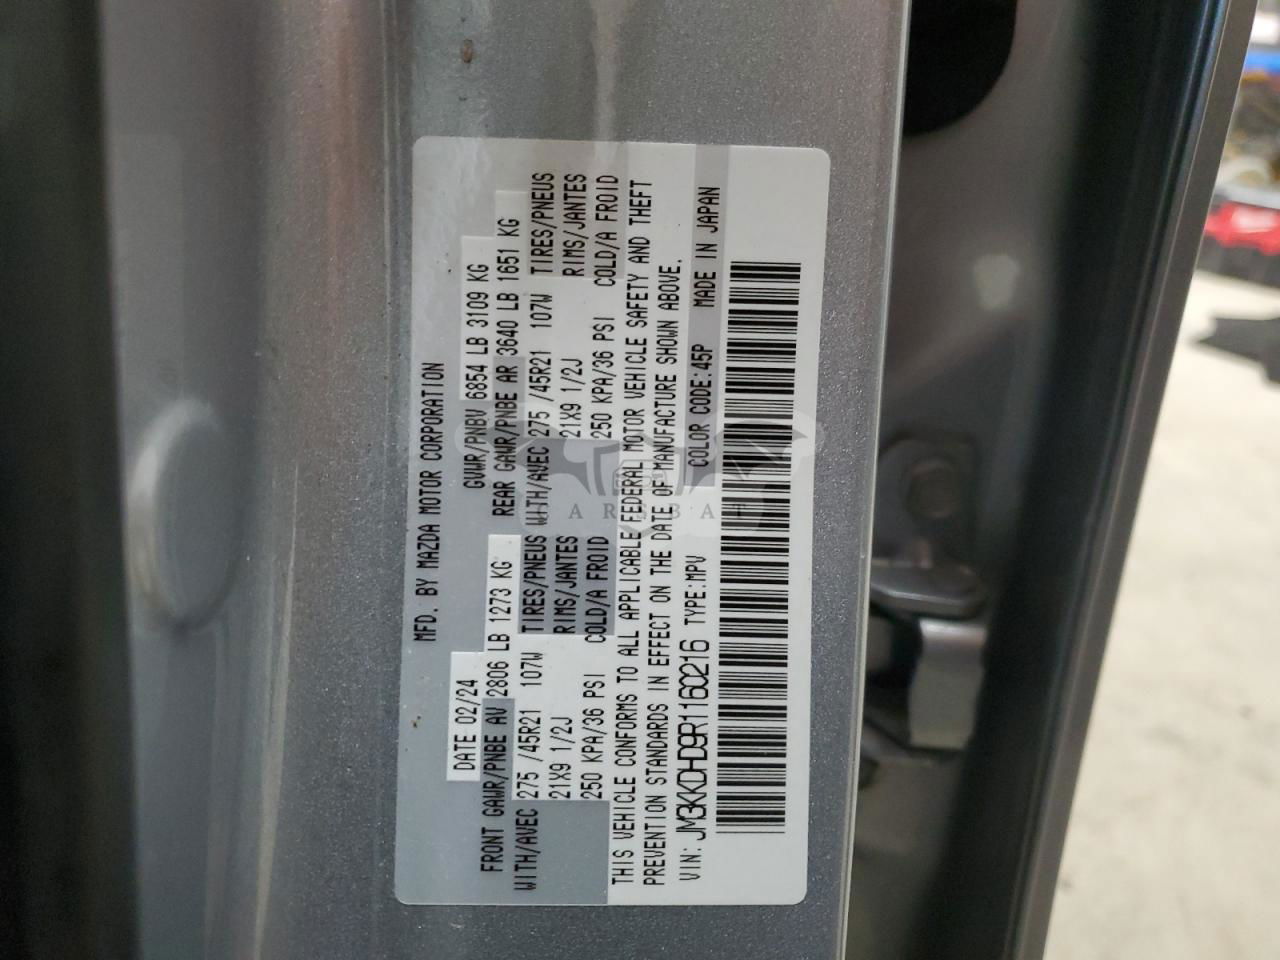 MFD. BY MAZDA MOTOR CORPORATION
DATE 02/24 GWWR/PNBV 6854 LB 3109 KG
FRONT GAWR/PNBE AV 2806 LB 1273 KG REAR GAWR/PNBE AR 3640 LB 1651 KG
WITH/AVEC 275 /45R21 107W TIRES/PNEUS WITH/AVEC 275 /45R21 107W TIRES/PNEUS
21X9 1/2J RIMS/JANTES 21X9 1/2J RIMS/JANTES
250 KPA/36 PSI COLD/A FROID 250 KPA/36 PSI COLD/A FROID
THIS VEHICLE CONFORMS TO ALL APPLICABLE FEDERAL MOTOR VEHICLE SAFETY AND THEFT
PREVENTION STANDARDS IN EFFECT ON THE DATE OF MANUFACTURE SHOWN ABOVE.
VIN: JM3KKDHD9R1160216 TYPE:MPV COLOR CODE:45P MADE IN JAPAN
CARSBAT